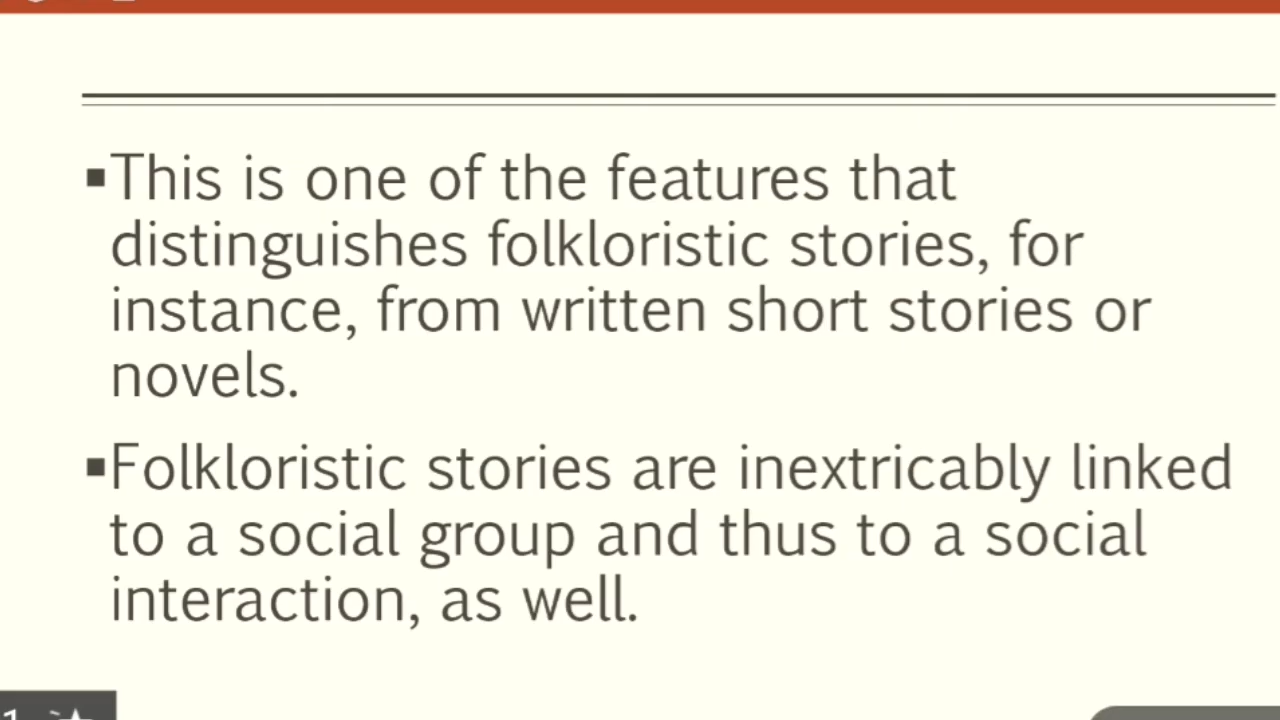 ▪This is one of the features that
distinguishes folkloristic stories, for
instance, from written short stories or
novels.
▪Folkloristic stories are inextricably linked
to a social group and thus to a social
interaction, as well.